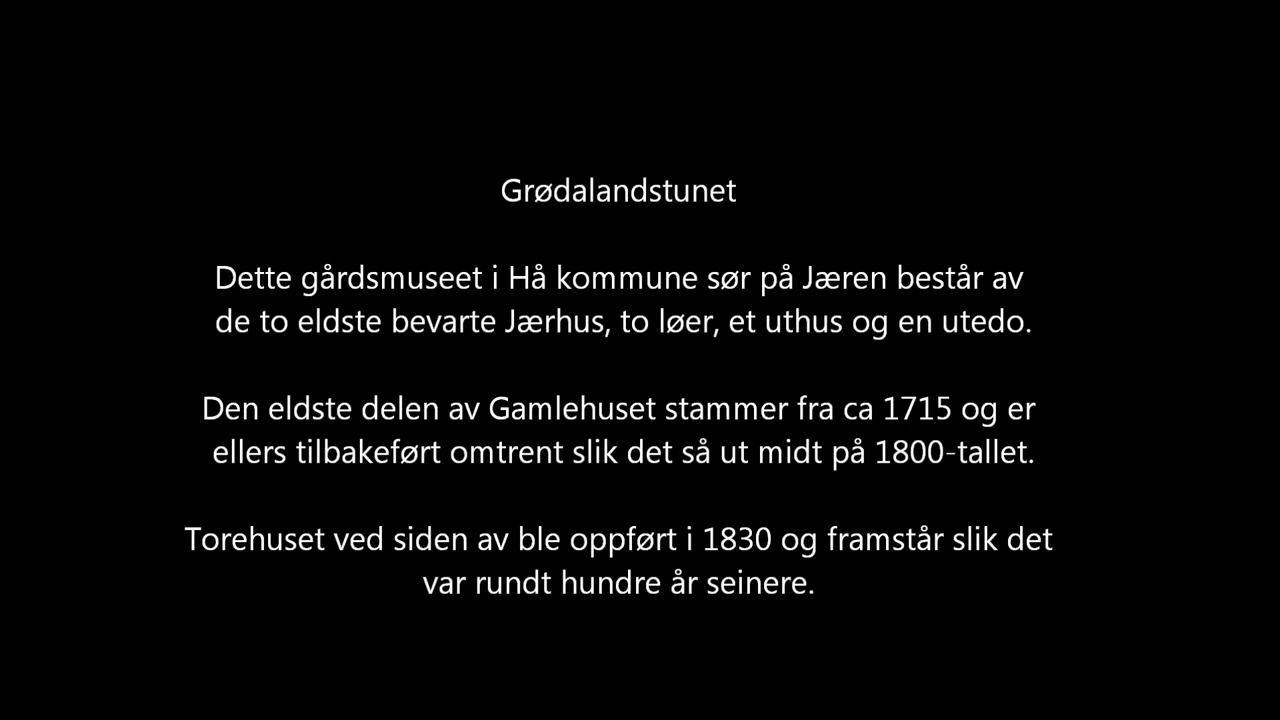 Grødalandstunet
Dette gårdsmuseet i Hå kommune sør på Jæren består av
de to eldste bevarte Jærhus, to løer, et uthus og en utedo.
Den eldste delen av Gamlehuset stammer fra ca 1715 og er
ellers tilbakeført omtrent slik det så ut midt på 1800-tallet.
Torehuset ved siden av ble oppført i 1830 og framstår slik det
var rundt hundre år seinere.